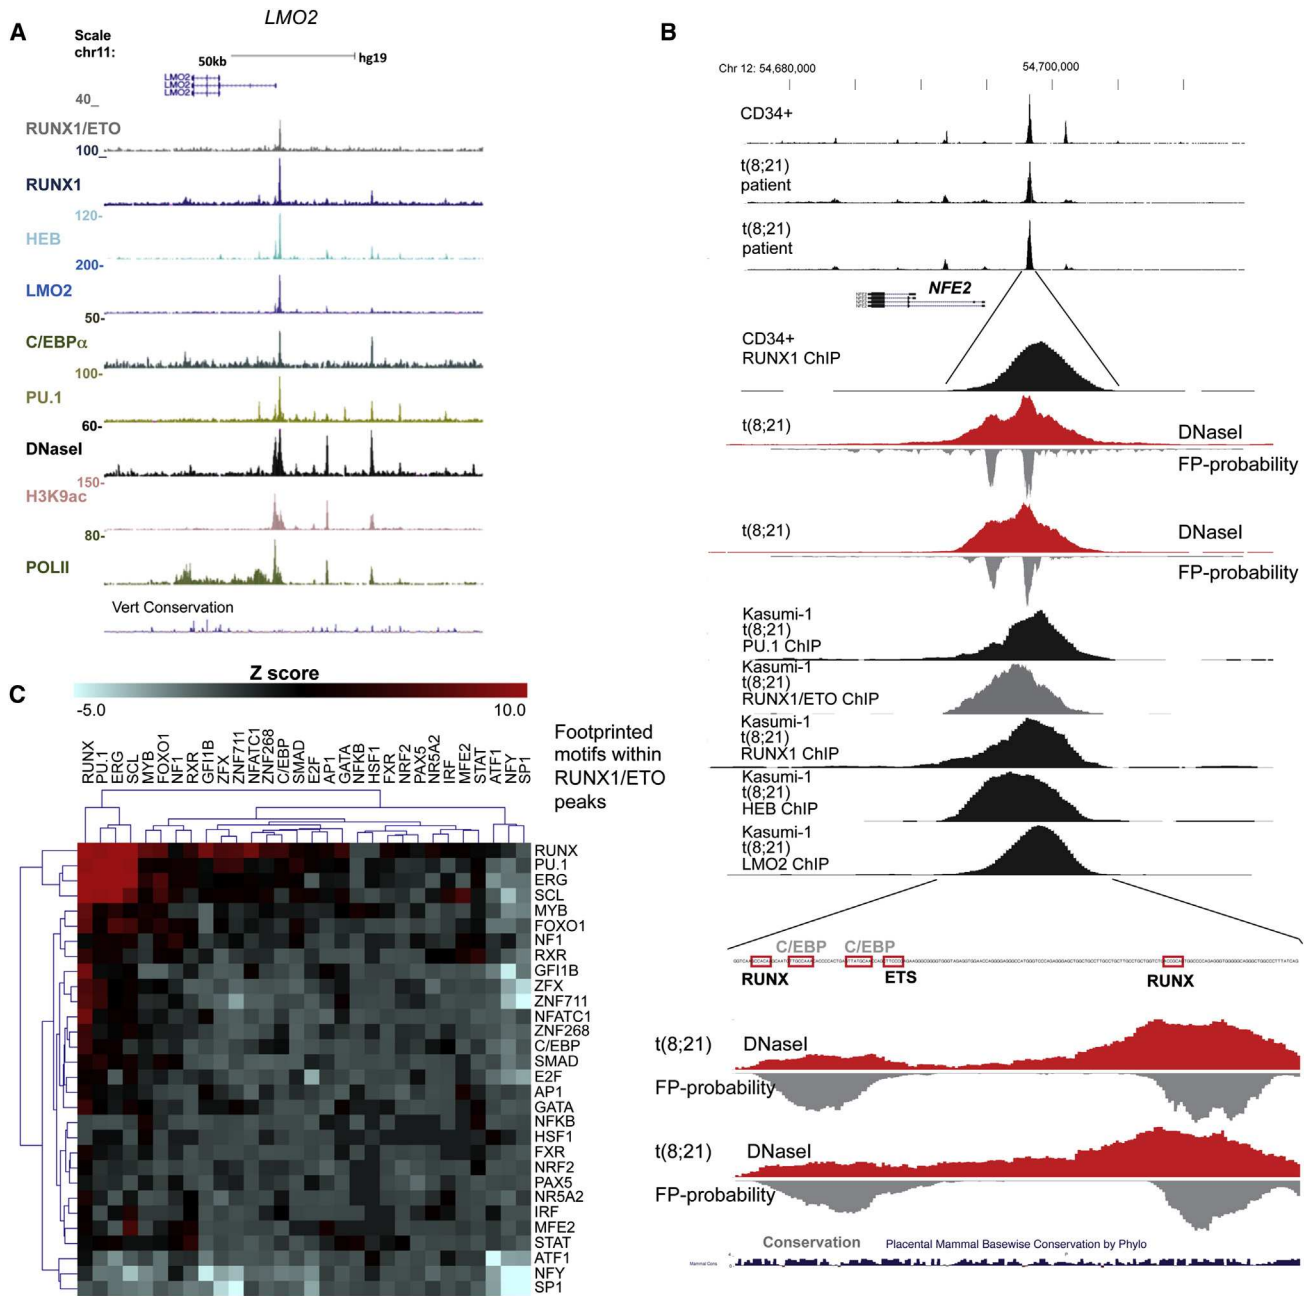 A
LMO2
Scale
chr11:
50kb
hg19
LMO2
LMO2
LMO2
40_
RUNX1/ETO
100_
RUNX1
120-
HEB
200-
LMO2
50-
C/EBPα
100-
PU.1
60-
DNaseI
150-
H3K9ac
80-
POLII
Vert Conservation
B
Chr 12: 54,680,000
54,700,000
CD34+
t(8;21)
patient
t(8;21)
patient
NFE2
CD34+
RUNX1 ChIP
t(8;21)
DNaseI
FP-probability
t(8;21)
DNaseI
FP-probability
Kasumi-1
t(8;21)
PU.1 ChIP
Kasumi-1
t(8;21)
RUNX1/ETO ChIP
Kasumi-1
t(8;21)
RUNX1 ChIP
Kasumi-1
t(8;21)
HEB ChIP
Kasumi-1
t(8;21)
LMO2 ChIP
C/EBP
C/EBP
RUNX
ETS
RUNX
t(8;21)
DNaseI
FP-probability
t(8;21)
DNaseI
FP-probability
Conservation
Placental Mammal Basewise Conservation by Phylo
Mammal Cons
C
Z score
-5.0
10.0
Footprinted
motifs within
RUNX1/ETO
peaks
RUNX
PU.1
ERG
SCL
MYB
FOXO1
NF1
RXR
GFI1B
ZFX
ZNF711
NFATC1
ZNF268
C/EBP
SMAD
E2F
AP1
GATA
NFKB
HSF1
FXR
NRF2
PAX5
NR5A2
IRF
MFE2
STAT
ATF1
NFY
SP1
RUNX
PU.1
ERG
SCL
MYB
FOXO1
NF1
RXR
GFI1B
ZFX
ZNF711
NFATC1
ZNF268
C/EBP
SMAD
E2F
AP1
GATA
NFKB
HSF1
FXR
NRF2
PAX5
NR5A2
IRF
MFE2
STAT
ATF1
NFY
SP1